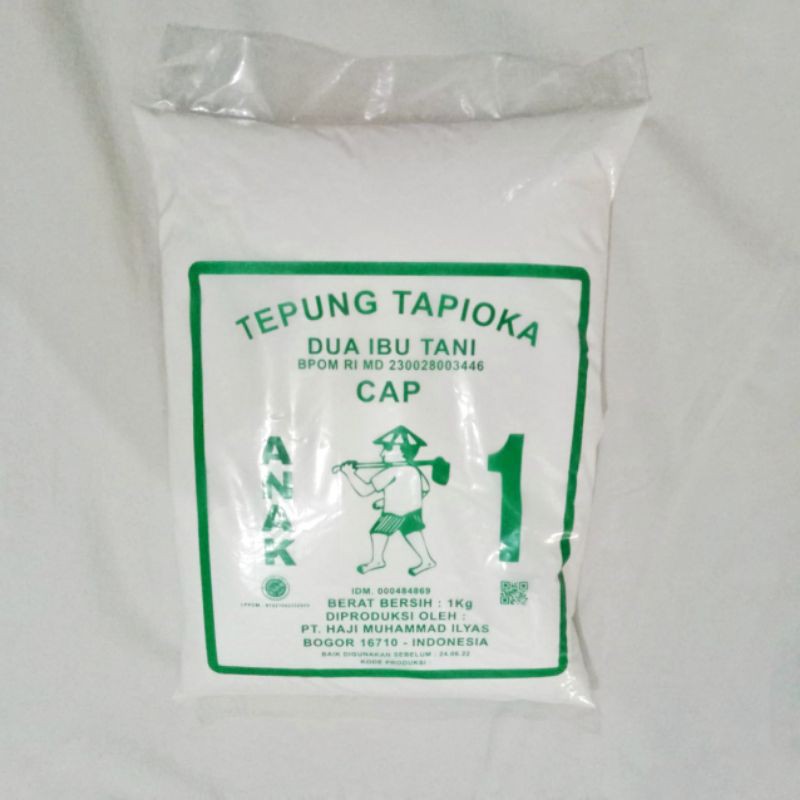 TEPUNG TAPIOKA
DUA IBU TANI
BPOM RI MD 230028003446
CAP
ANAK
1
IDM. 000484869
BERAT BERSIH : 1Kg
DIPRODUKSI OLEH :
PT. HAJI MUHAMMAD ILYAS
BOGOR 16710 - INDONESIA
BAIK DIGUNAKAN SEBELUM : 24.06.22
KODE PRODUKSI